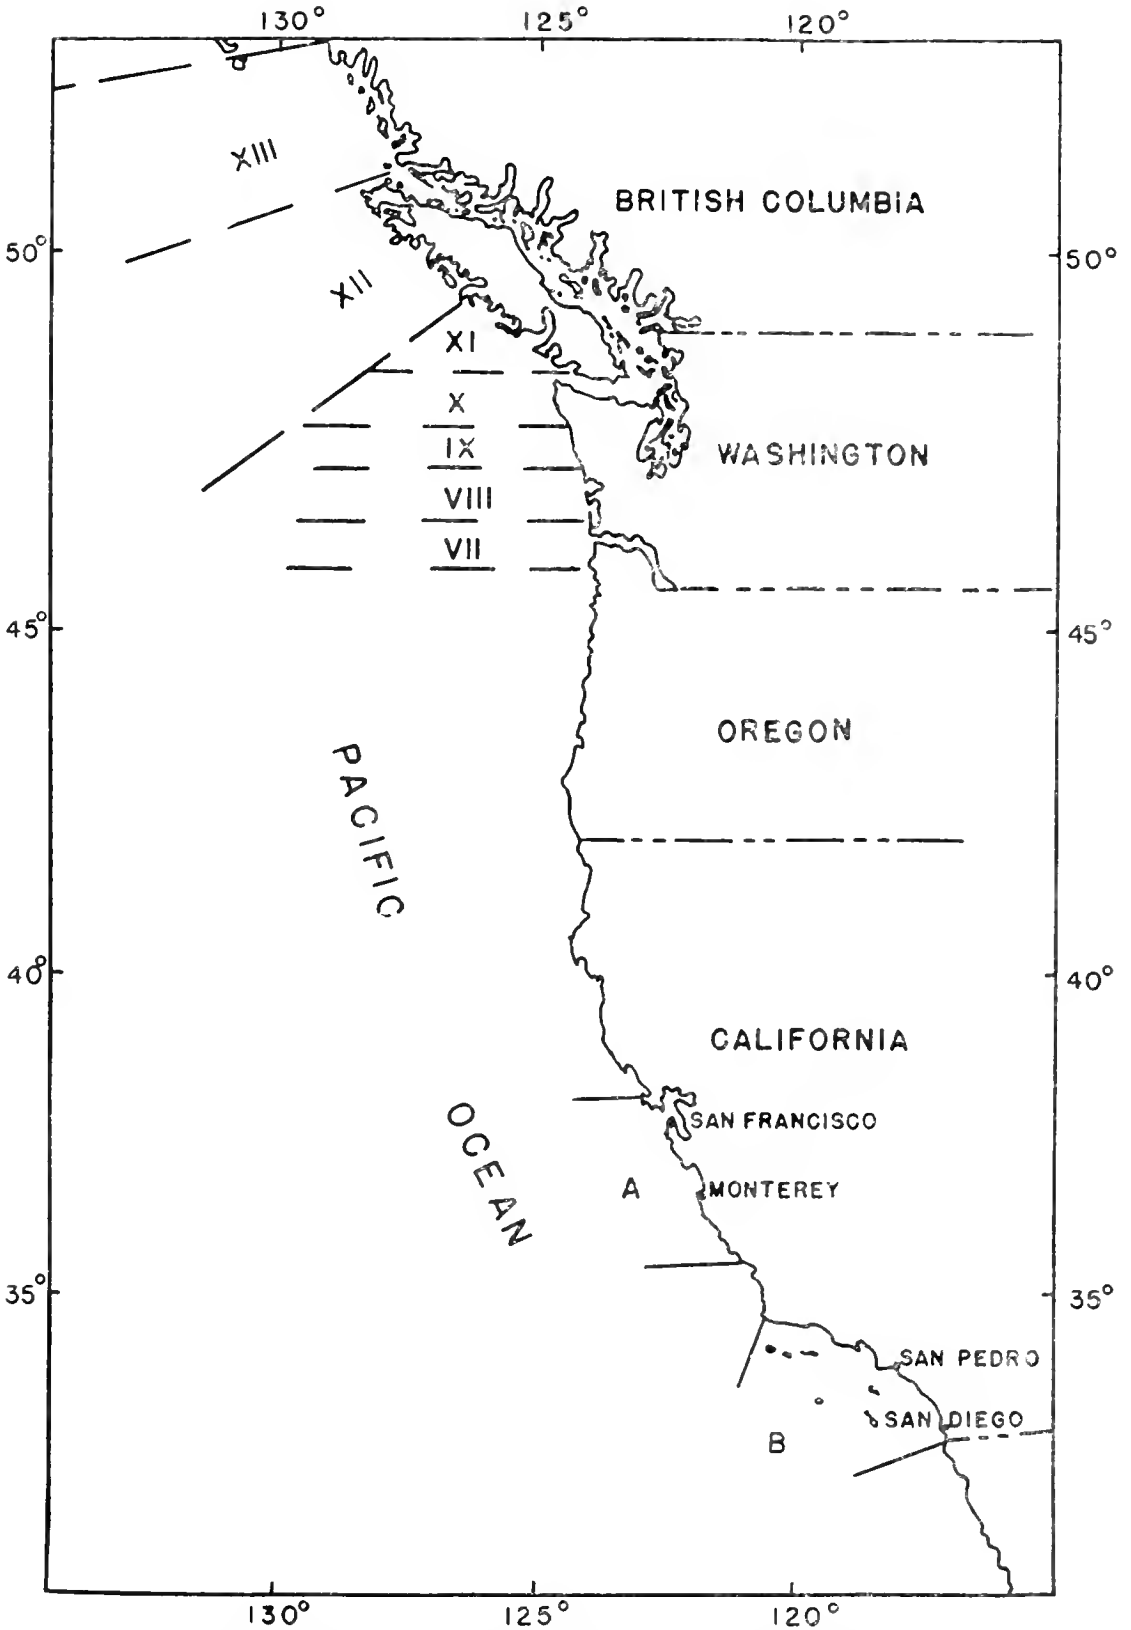 130° 125° 120°
XIII
BRITISH COLUMBIA
50° 50°
XII
XI
X
IX
WASHINGTON
VIII
VII
45° 45°
OREGON
PACIFIC
40° 40°
CALIFORNIA
OCEAN
SAN FRANCISCO
A
MONTEREY
35° 35°
SAN PEDRO
SAN DIEGO
B
130° 125° 120°